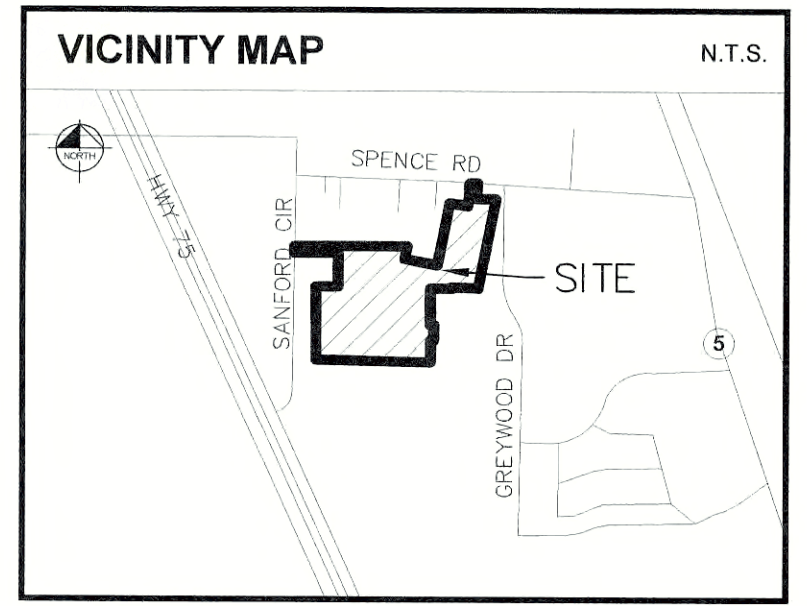 VICINITY MAP
N.T.S.
NORTH
SPENCE RD
HWY 75
SANFORD CIR
SITE
5
GREYWOOD DR